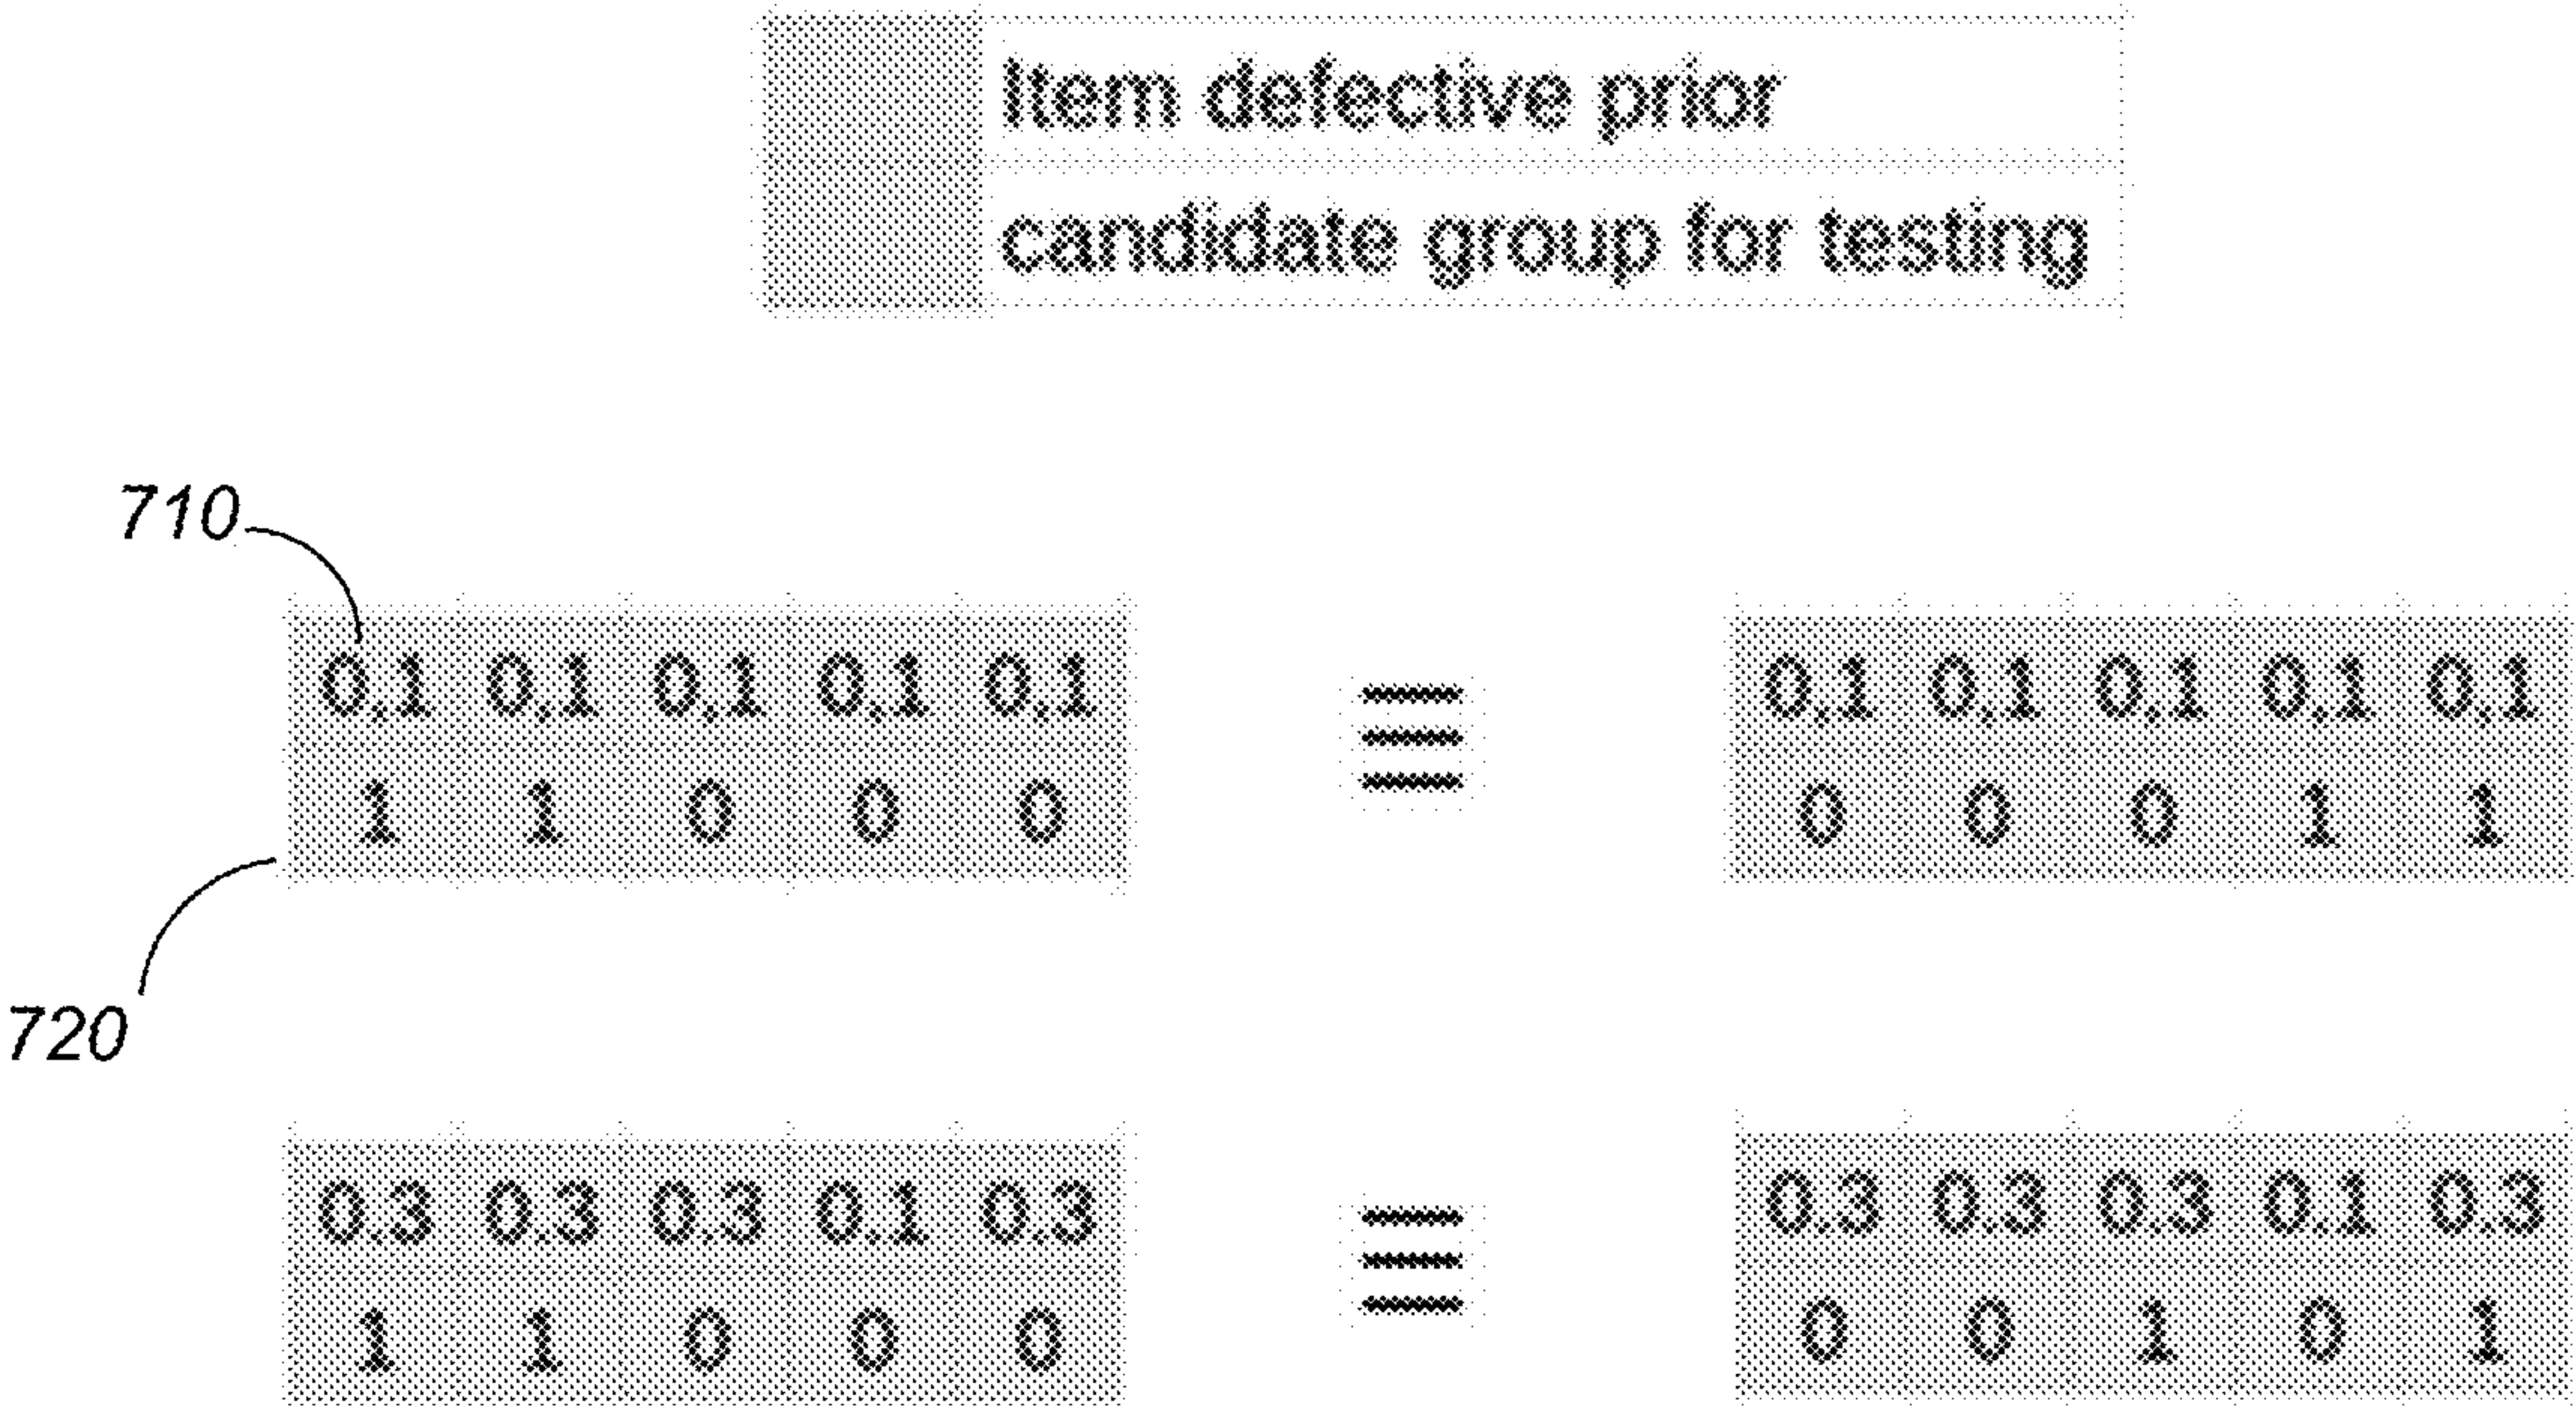 Item defective prior
candidate group for testing
710
0.1 0.1 0.1 0.1 0.1 ≡ 0.1 0.1 0.1 0.1 0.1
1 1 0 0 0 0 0 0 1 1
720
0.3 0.3 0.3 0.1 0.3 ≡ 0.3 0.3 0.3 0.1 0.3
1 1 0 0 0 0 0 1 0 1